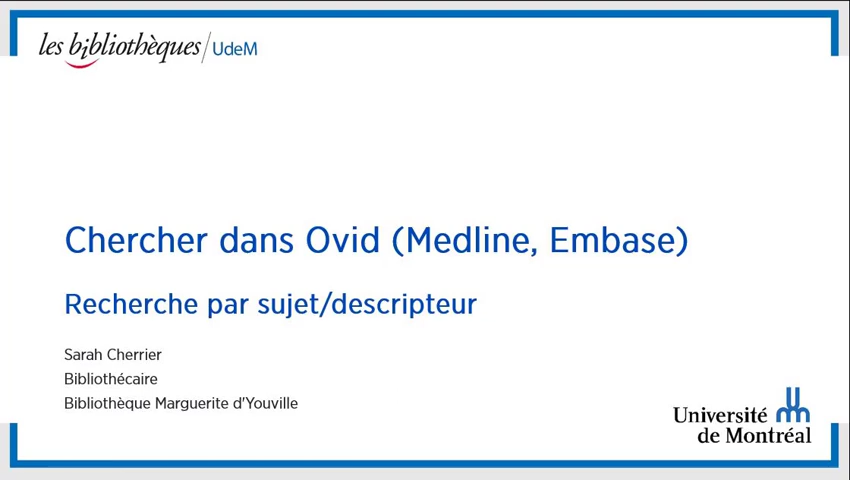 les bibliothèques/UdeM
Chercher dans Ovid (Medline, Embase)
Recherche par sujet/descripteur
Sarah Cherrier
Bibliothécaire
Bibliothèque Marguerite d'Youville
Université
de Montréal